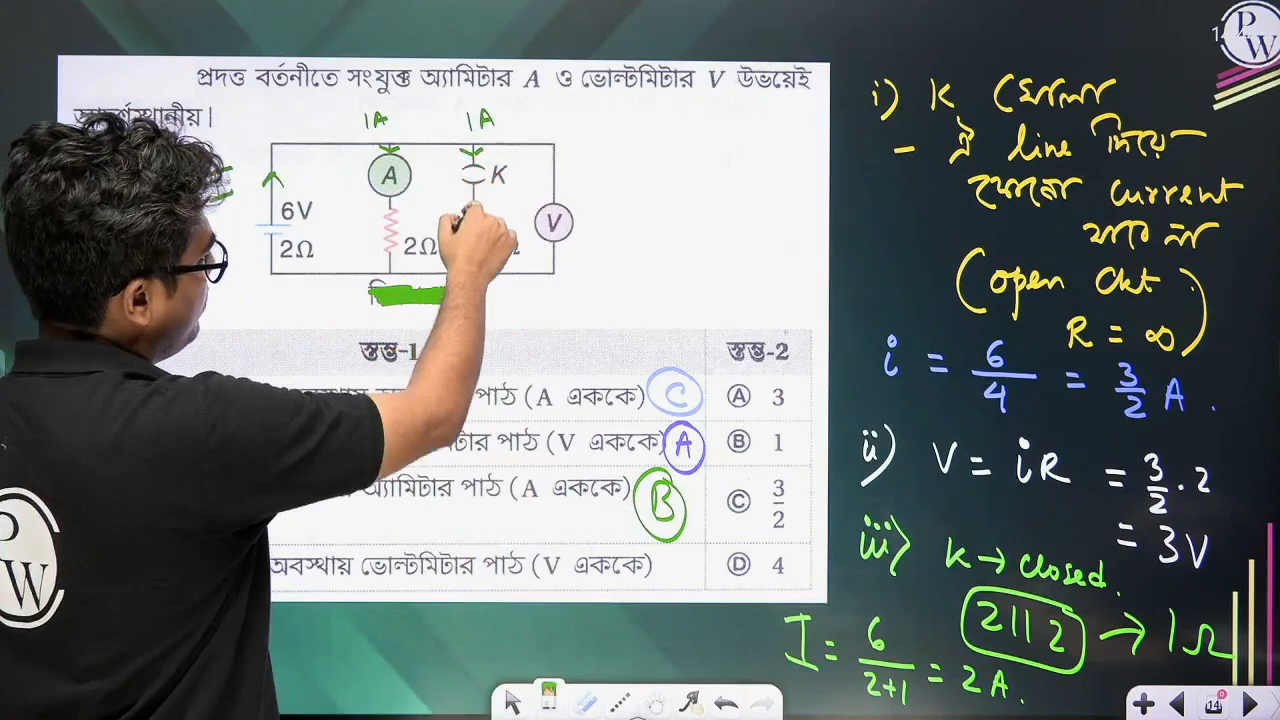 প্রদত্ত বর্তনীতে সংযুক্ত অ্যামিটার A ও ভোল্টমিটার V উভয়েই
আদর্শস্থানীয়।
1A
1A
A
K
6V
2Ω
2Ω
V
Ω
স্তম্ভ-1
স্তম্ভ-2
পাঠ (A এককে)
C
A 3
পাঠ (V এককে)
A
B 1
অ্যামিটার পাঠ (A এককে)
B
C 3/2
অবস্থায় ভোল্টমিটার পাঠ (V এককে)
D 4
i) K খোলা
- ঐ line দিয়ে
কোনো current
যাবে না
(open ckt
R = ∞)
i = 6/4 = 3/2 A.
ii) V = iR = 3/2 . 2
= 3V
iii) K → closed.
2||2 → 1Ω
I = 6/2+1 = 2A.
PW
PW
14